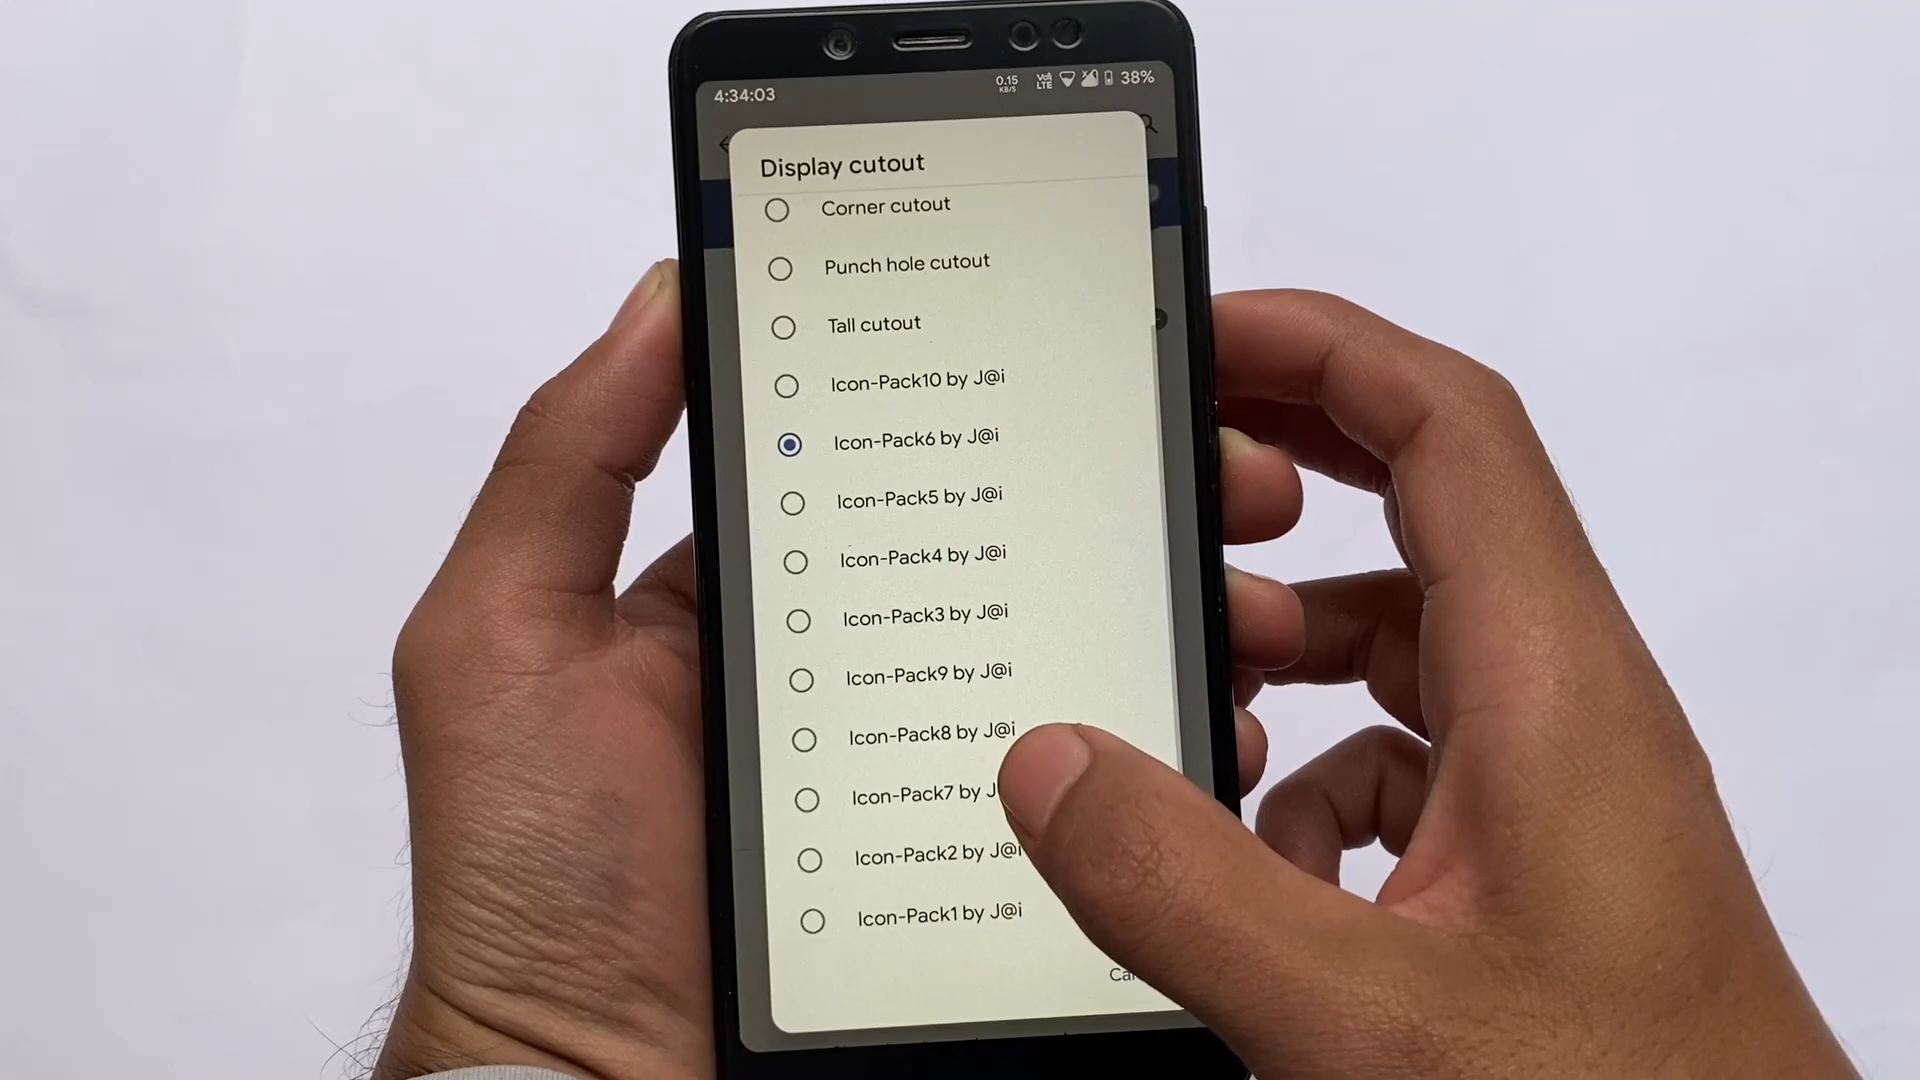 4:34:03
0.15
KB/S
LTE
38%
Display cutout
Corner cutout
Punch hole cutout
Tall cutout
Icon-Pack10 by J@i
Icon-Pack6 by J@i
Icon-Pack5 by J@i
Icon-Pack4 by J@i
Icon-Pack3 by J@i
Icon-Pack9 by J@i
Icon-Pack8 by J@i
Icon-Pack7 by J
Icon-Pack2 by J@i
Icon-Pack1 by J@i